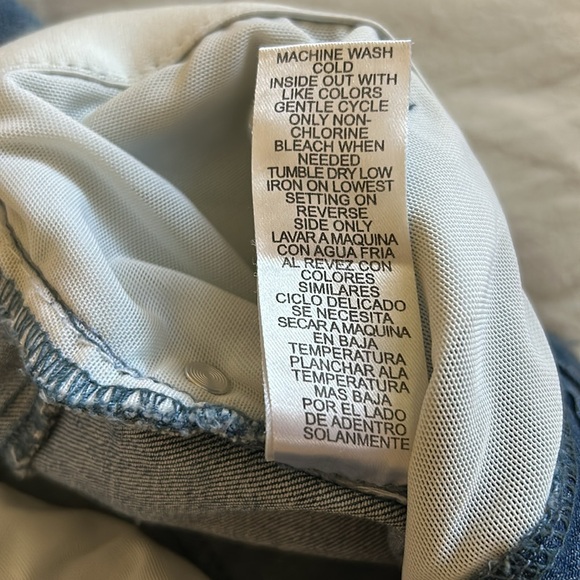 MACHINE WASH
COLD
INSIDE OUT WITH
LIKE COLORS
GENTLE CYCLE
ONLY NON-
CHLORINE
BLEACH WHEN
NEEDED
TUMBLE DRY LOW
IRON ON LOWEST
SETTING ON
REVERSE
SIDE ONLY
LAVAR A MAQUINA
CON AGUA FRIA
AL REVEZ CON
COLORES
SIMILARES
CICLO DELICADO
SE NECESITA
SECAR A MAQUINA
EN BAJA
TEMPERATURA
PLANCHAR ALA
TEMPERATURA
MAS BAJA
POR EL LADO
DE ADENTRO
SOLANMENTE